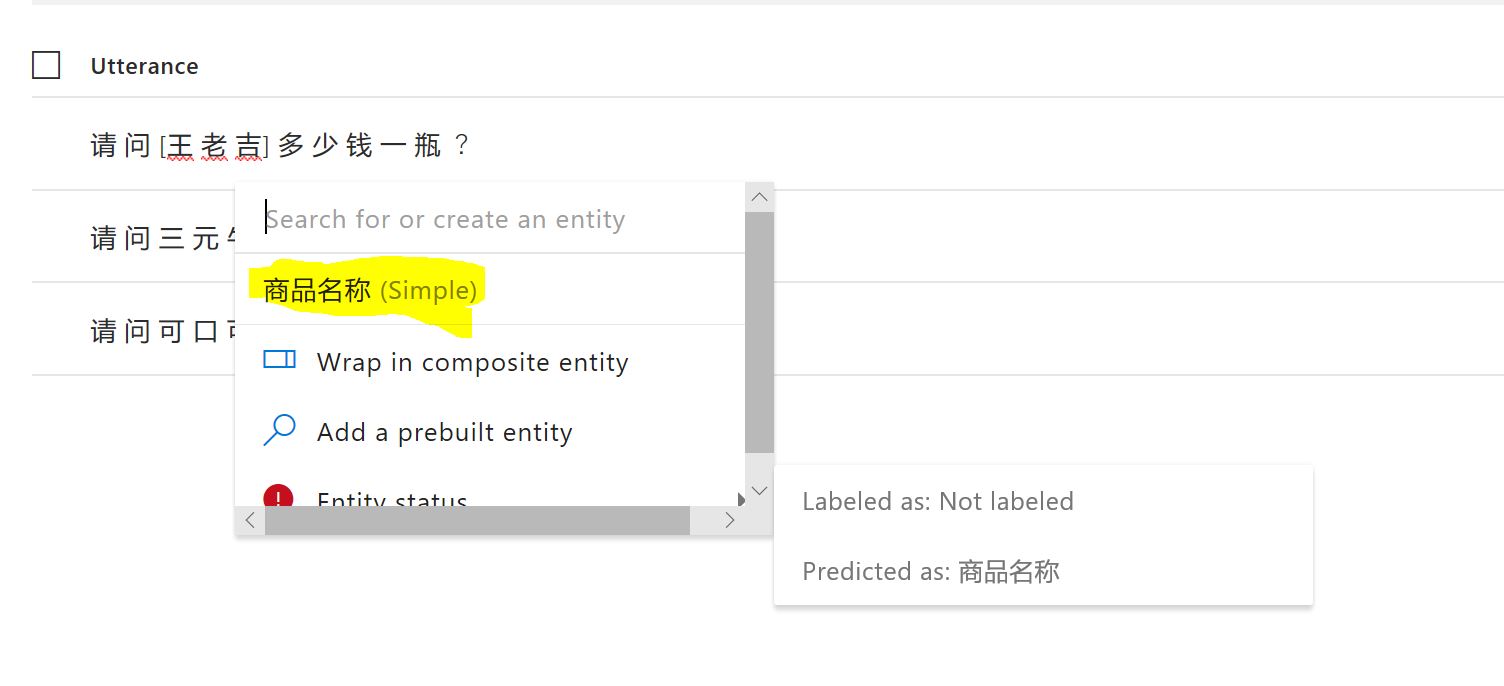 Utterance
请问[王老吉]多少钱一瓶？
Search for or create an entity
请问三元
商品名称 (Simple)
请问可口
Wrap in composite entity
Add a prebuilt entity
Entity status
Labeled as: Not labeled
Predicted as: 商品名称